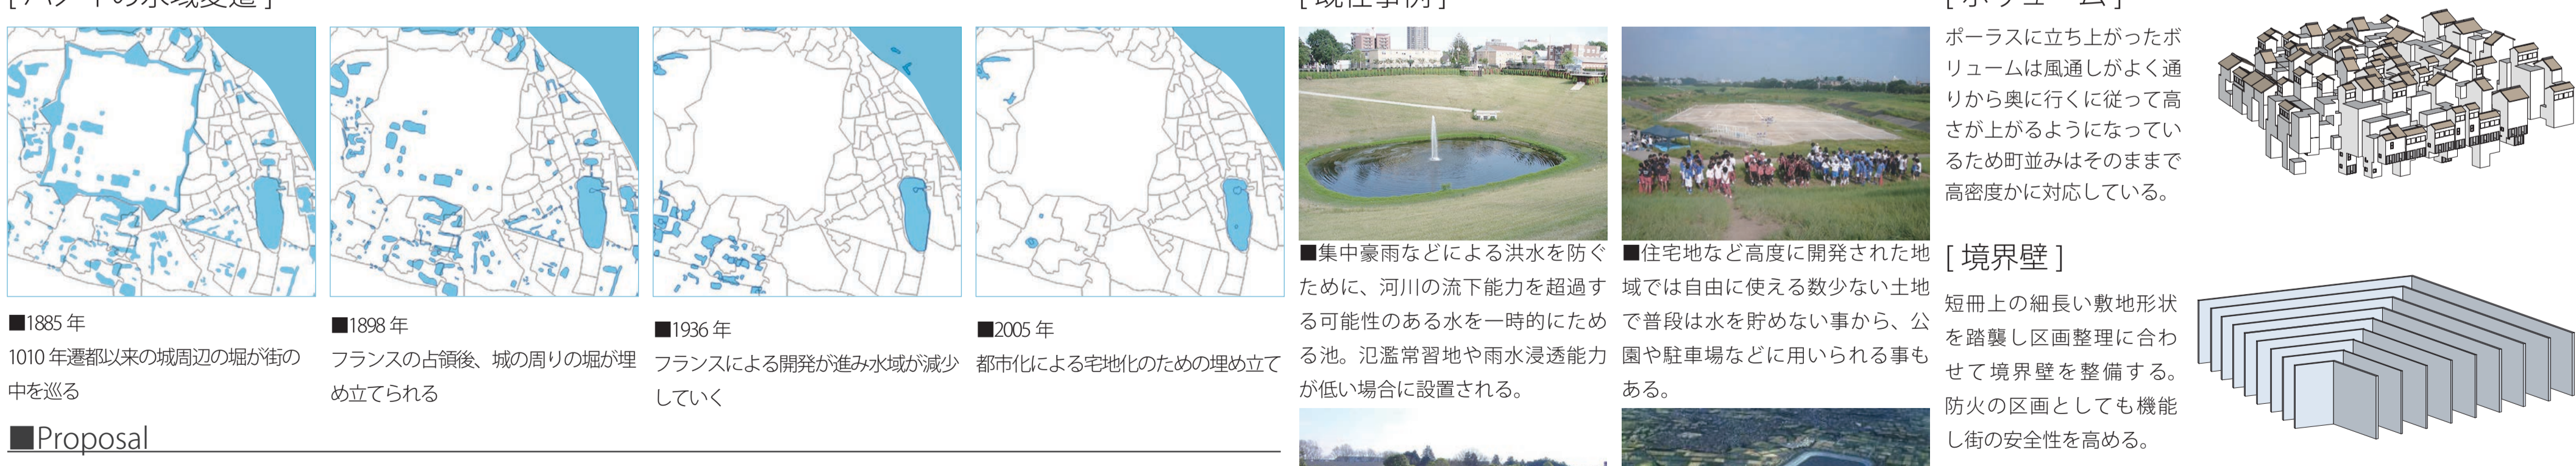 [ ハノイの水域変遷 ]
■1885 年
1010 年遷都以来の城周辺の堀が街の
中を巡る
■1898 年
フランスの占領後、城の周りの堀が埋
め立てられる
■1936 年
フランスによる開発が進み水域が減少
していく
■2005 年
都市化による宅地化のための埋め立て
■Proposal
[ 既往事例 ]
■集中豪雨などによる洪水を防ぐ
ために、河川の流下能力を超過す
る可能性のある水を一時的にため
る池。氾濫常習地や雨水浸透能力
が低い場合に設置される。
■住宅地など高度に開発された地
域では自由に使える数少ない土地
で普段は水を貯めない事から、公
園や駐車場などに用いられる事も
ある。
[ ボリューム ]
ポーラスに立ち上がったボ
リュームは風通しがよく通
りから奥に行くに従って高
さが上がるようになってい
るため町並みはそのままで
高密度かに対応している。
[ 境界壁 ]
短冊上の細長い敷地形状
を踏襲し区画整理に合わ
せて境界壁を整備する。
防火の区画としても機能
し街の安全性を高める。